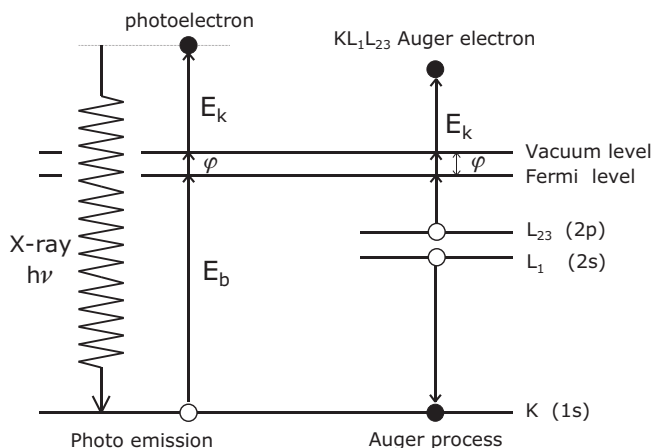 photoelectron
KL₁L₂₃ Auger electron
Eₖ
Eₖ
Vacuum level
φ
φ
Fermi level
X-ray
hν
E_b
L₂₃ (2p)
L₁ (2s)
K (1s)
Photo emission
Auger process